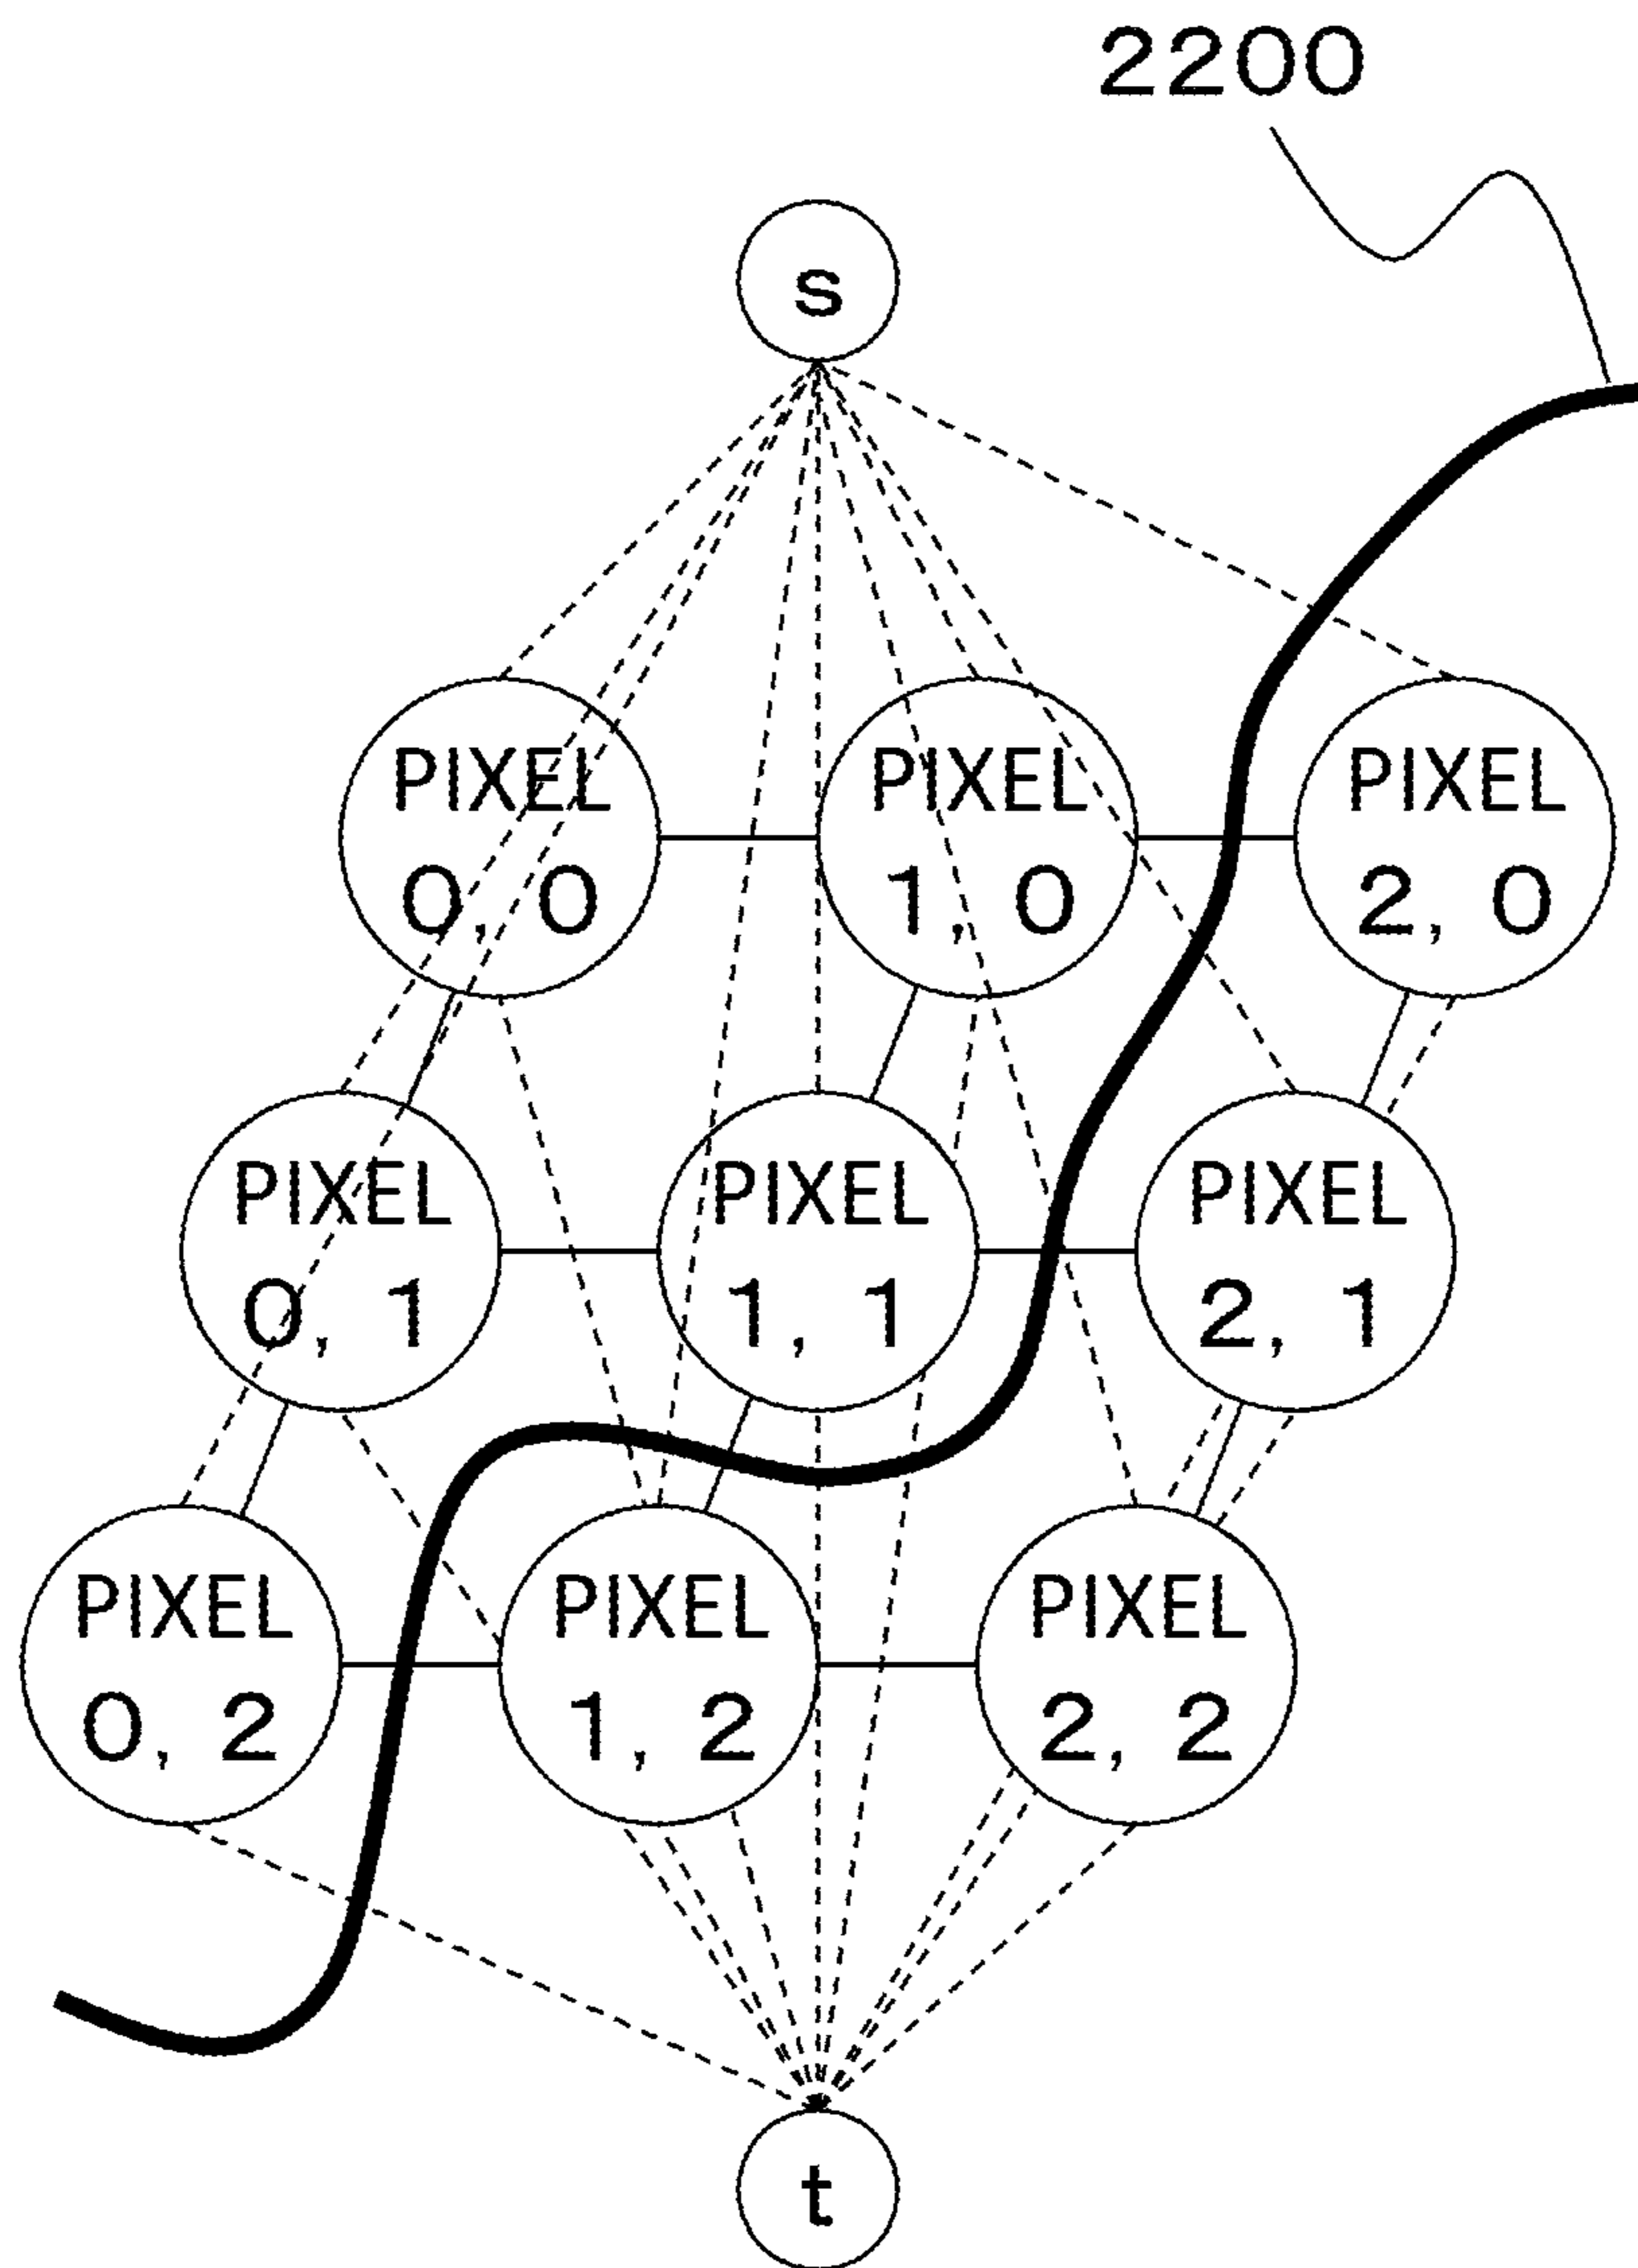 2200
s
PIXEL
0, 0
PIXEL
1, 0
PIXEL
2, 0
PIXEL
0, 1
PIXEL
1, 1
PIXEL
2, 1
PIXEL
0, 2
PIXEL
1, 2
PIXEL
2, 2
t